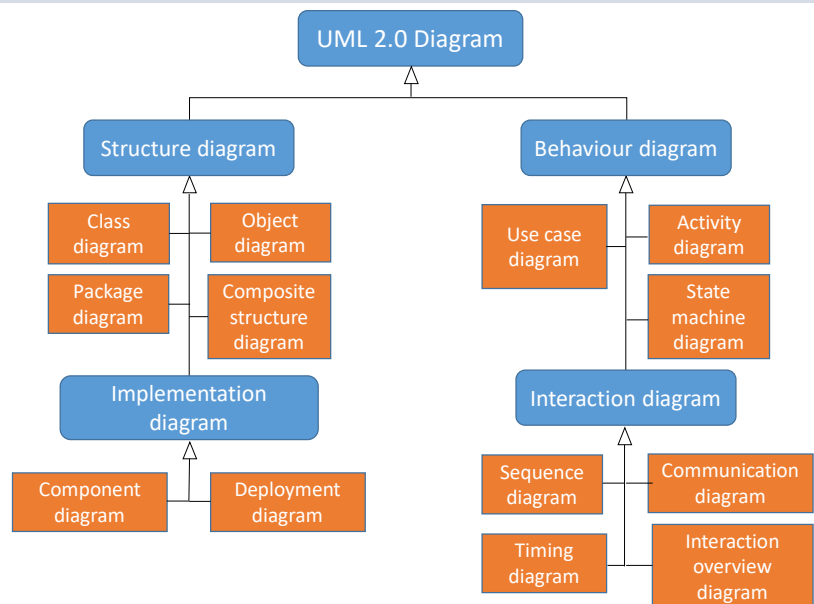 UML 2.0 Diagram
Structure diagram
Behaviour diagram
Class
diagram
Object
diagram
Package
diagram
Composite
structure
diagram
Use case
diagram
Activity
diagram
State
machine
diagram
Implementation
diagram
Interaction diagram
Component
diagram
Deployment
diagram
Sequence
diagram
Communication
diagram
Timing
diagram
Interaction
overview
diagram